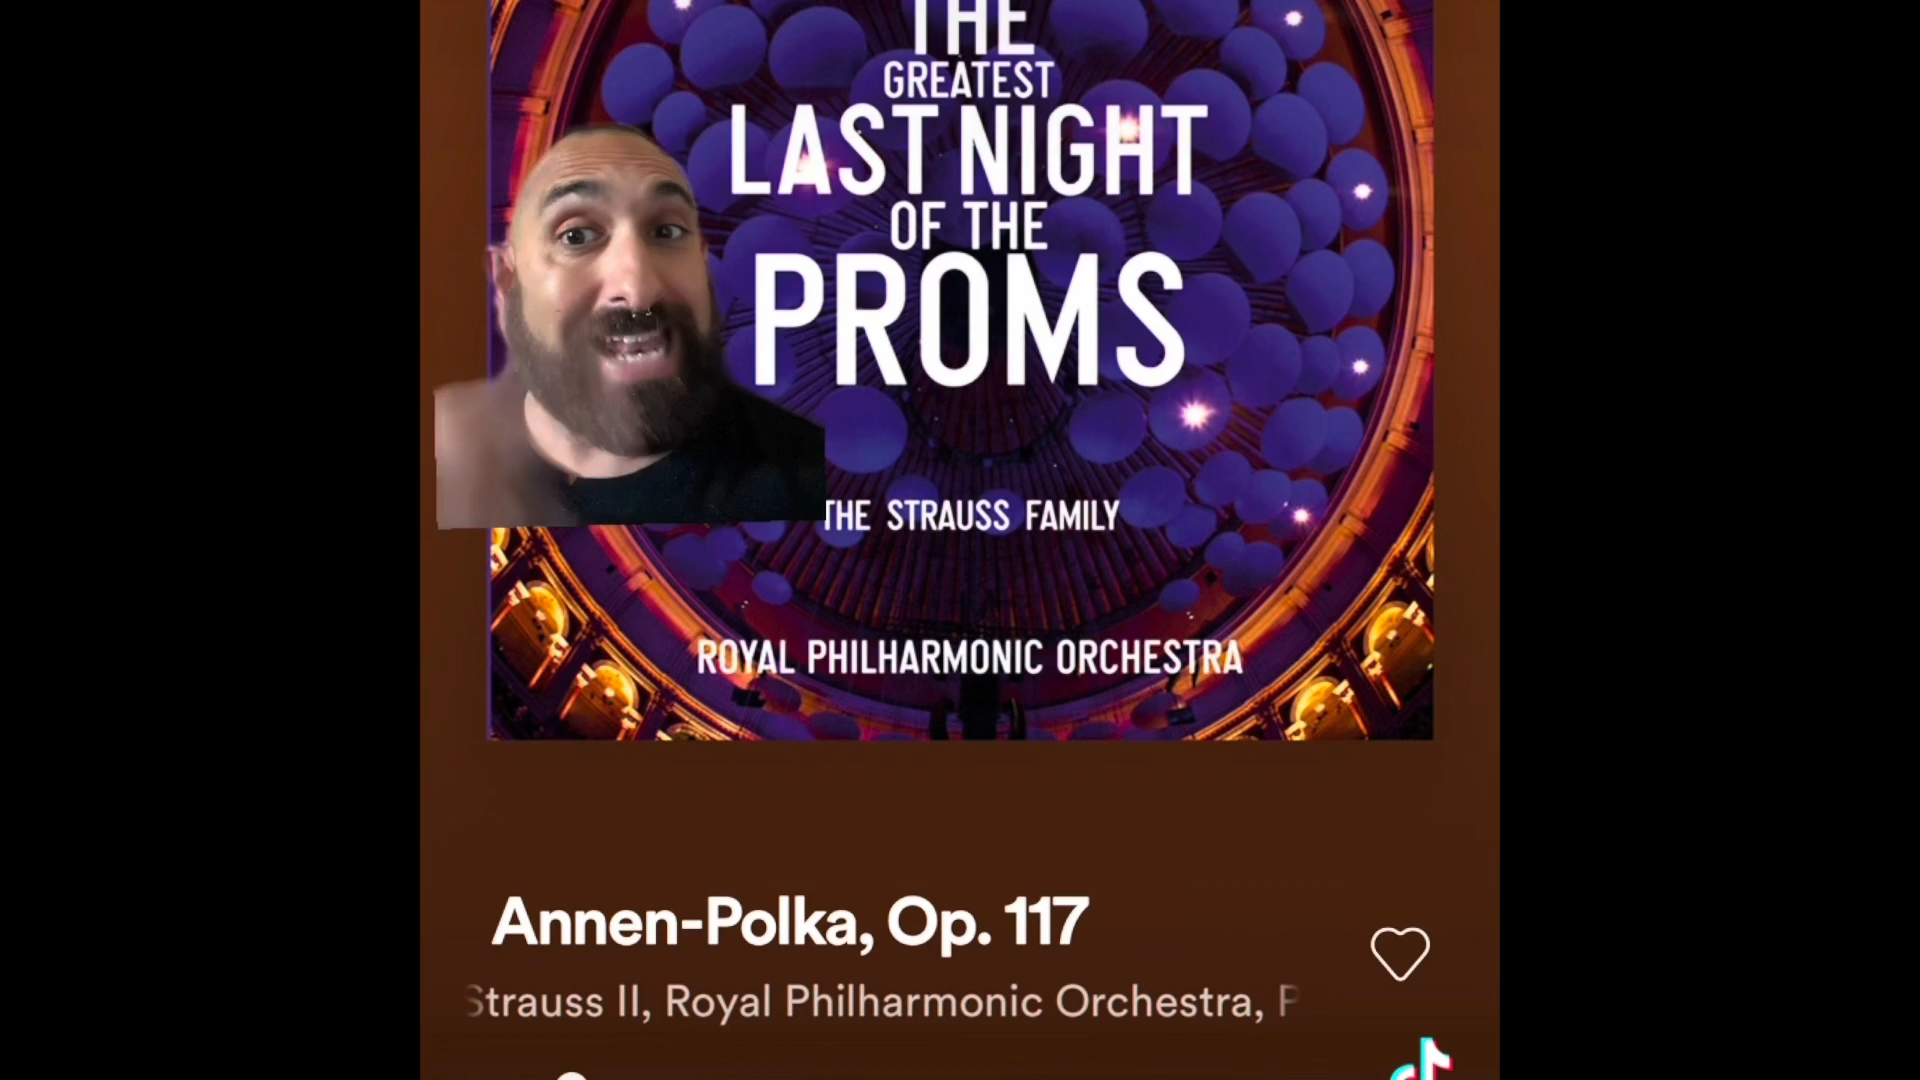 THE
GREATEST
LAST NIGHT
OF THE
PROMS
THE STRAUSS FAMILY
ROYAL PHILHARMONIC ORCHESTRA
Annen-Polka, Op. 117
Strauss II, Royal Philharmonic Orchestra, P